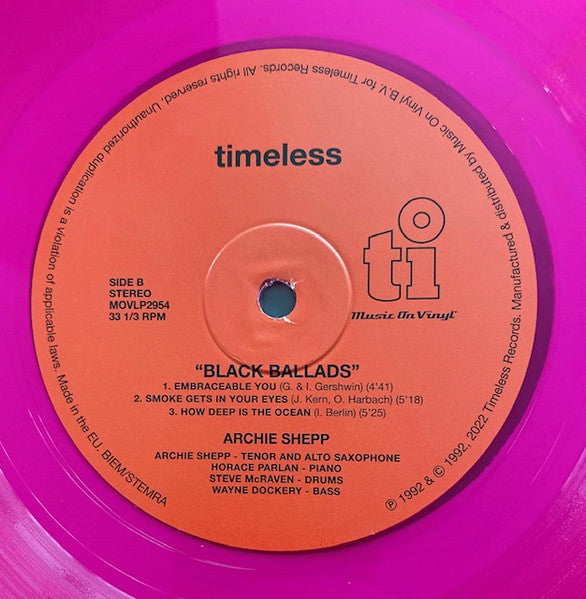 timeless
SIDE B
STEREO
MOVLP2954
33 1/3 RPM
ti
Music On Vinyl
“BLACK BALLADS”
1. EMBRACEABLE YOU (G. & I. Gershwin) (4'41)
2. SMOKE GETS IN YOUR EYES (J. Kern, O. Harbach) (5'18)
3. HOW DEEP IS THE OCEAN (I. Berlin) (5'25)
ARCHIE SHEPP
ARCHIE SHEPP - TENOR AND ALTO SAXOPHONE
HORACE PARLAN - PIANO
STEVE McRAVEN - DRUMS
WAYNE DOCKERY - BASS
℗ 1992 & © 1992, 2022 Timeless Records. Manufactured & distributed by Music On Vinyl B.V. for Timeless Records. All rights reserved. Unauthorized duplication is a violation of applicable laws. Made in the EU. BIEM/STEMRA